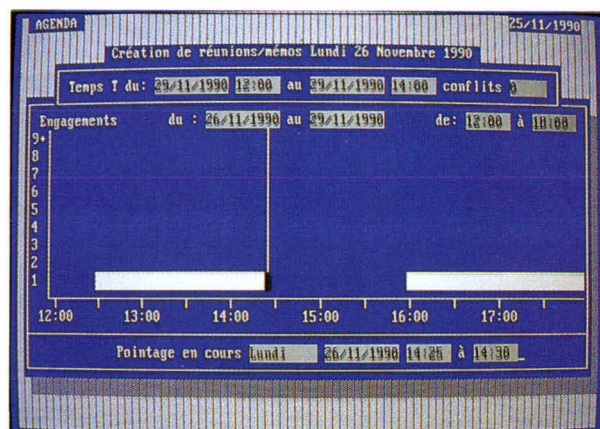 AGENDA 25/11/1990
Création de réunions/mémos Lundi 26 Novembre 1990
Temps T du: 29/11/1990 12:00 au 29/11/1990 14:00 conflits 0
Engagements du : 26/11/1990 au 29/11/1990 de: 12:00 à 18:00
9+
8
7
6
5
4
3
2
1
12:00 13:00 14:00 15:00 16:00 17:00
Pointage en cours Lundi 26/11/1990 14:25 à 14:30_